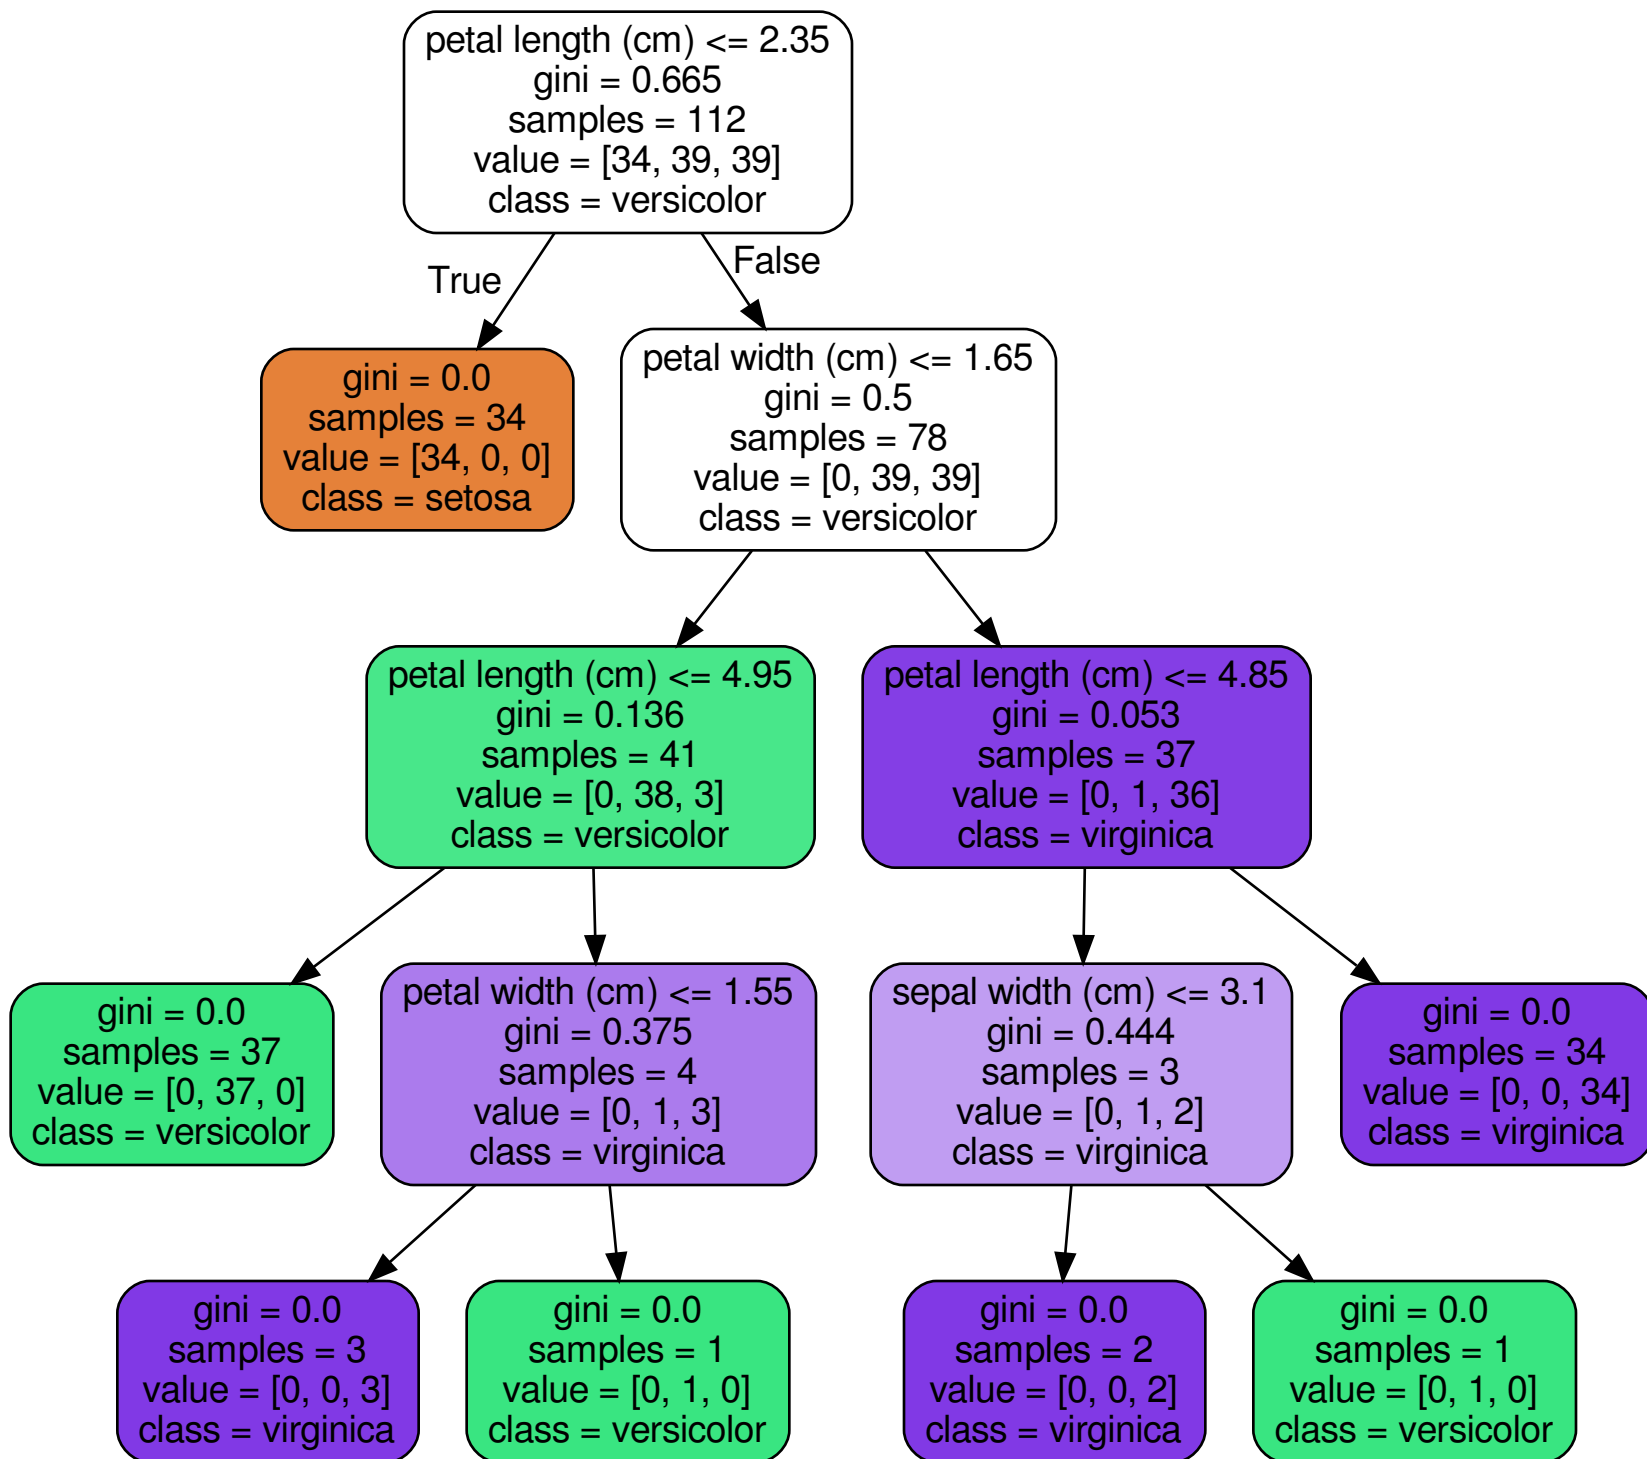 petal length (cm) <= 2.35
gini = 0.665
samples = 112
value = [34, 39, 39]
class = versicolor
True
False
gini = 0.0
samples = 34
value = [34, 0, 0]
class = setosa
petal width (cm) <= 1.65
gini = 0.5
samples = 78
value = [0, 39, 39]
class = versicolor
petal length (cm) <= 4.95
gini = 0.136
samples = 41
value = [0, 38, 3]
class = versicolor
petal length (cm) <= 4.85
gini = 0.053
samples = 37
value = [0, 1, 36]
class = virginica
gini = 0.0
samples = 37
value = [0, 37, 0]
class = versicolor
petal width (cm) <= 1.55
gini = 0.375
samples = 4
value = [0, 1, 3]
class = virginica
sepal width (cm) <= 3.1
gini = 0.444
samples = 3
value = [0, 1, 2]
class = virginica
gini = 0.0
samples = 34
value = [0, 0, 34]
class = virginica
gini = 0.0
samples = 3
value = [0, 0, 3]
class = virginica
gini = 0.0
samples = 1
value = [0, 1, 0]
class = versicolor
gini = 0.0
samples = 2
value = [0, 0, 2]
class = virginica
gini = 0.0
samples = 1
value = [0, 1, 0]
class = versicolor